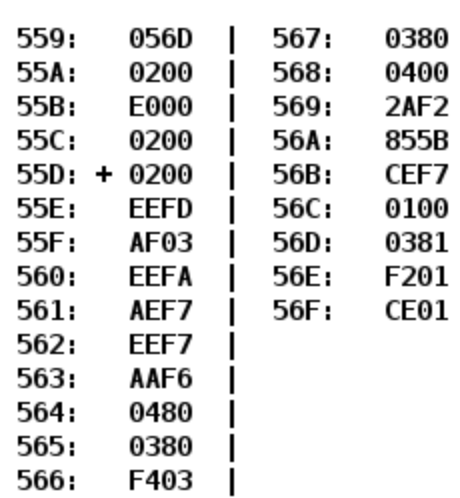 559: 056D | 567: 0380
55A: 0200 | 568: 0400
55B: E000 | 569: 2AF2
55C: 0200 | 56A: 855B
55D: + 0200 | 56B: CEF7
55E: EEFD | 56C: 0100
55F: AF03 | 56D: 0381
560: EEFA | 56E: F201
561: AEF7 | 56F: CE01
562: EEF7 |
563: AAF6 |
564: 0480 |
565: 0380 |
566: F403 |